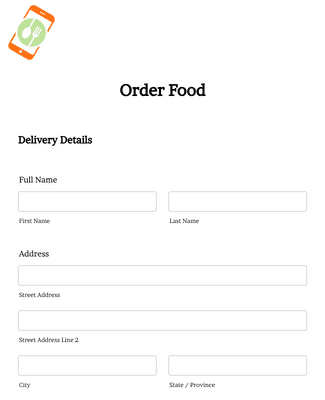 Order Food
Delivery Details
Full Name
First Name Last Name
Address
Street Address
Street Address Line 2
City State / Province